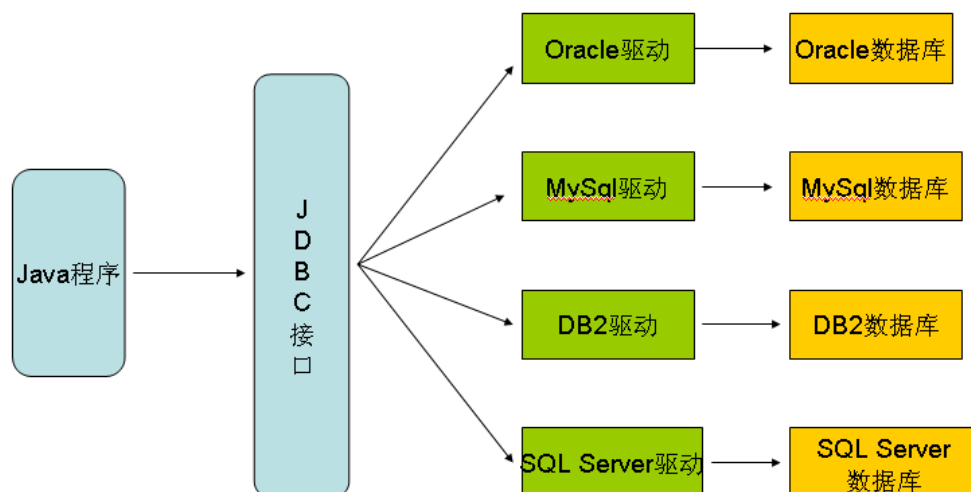 Java程序
J
D
B
C
接
口
Oracle驱动
Oracle数据库
MySql驱动
MySql数据库
DB2驱动
DB2数据库
SQL Server驱动
SQL Server
数据库